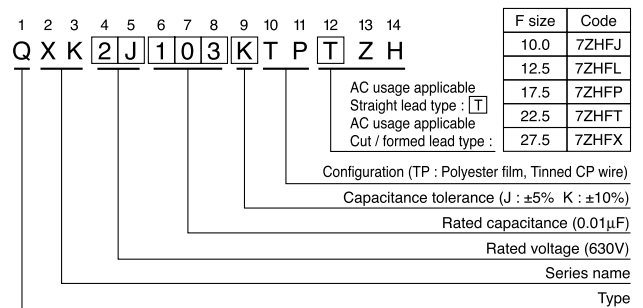 1 2 3 4 5 6 7 8 9 10 11 12 13 14
Q X K 2 J 1 0 3 K T P T Z H
AC usage applicable
Straight lead type : T
AC usage applicable
Cut / formed lead type :
F size Code
10.0 7ZHFJ
12.5 7ZHFL
17.5 7ZHFP
22.5 7ZHFT
27.5 7ZHFX
Configuration (TP : Polyester film, Tinned CP wire)
Capacitance tolerance (J : ±5% K : ±10%)
Rated capacitance (0.01μF)
Rated voltage (630V)
Series name
Type